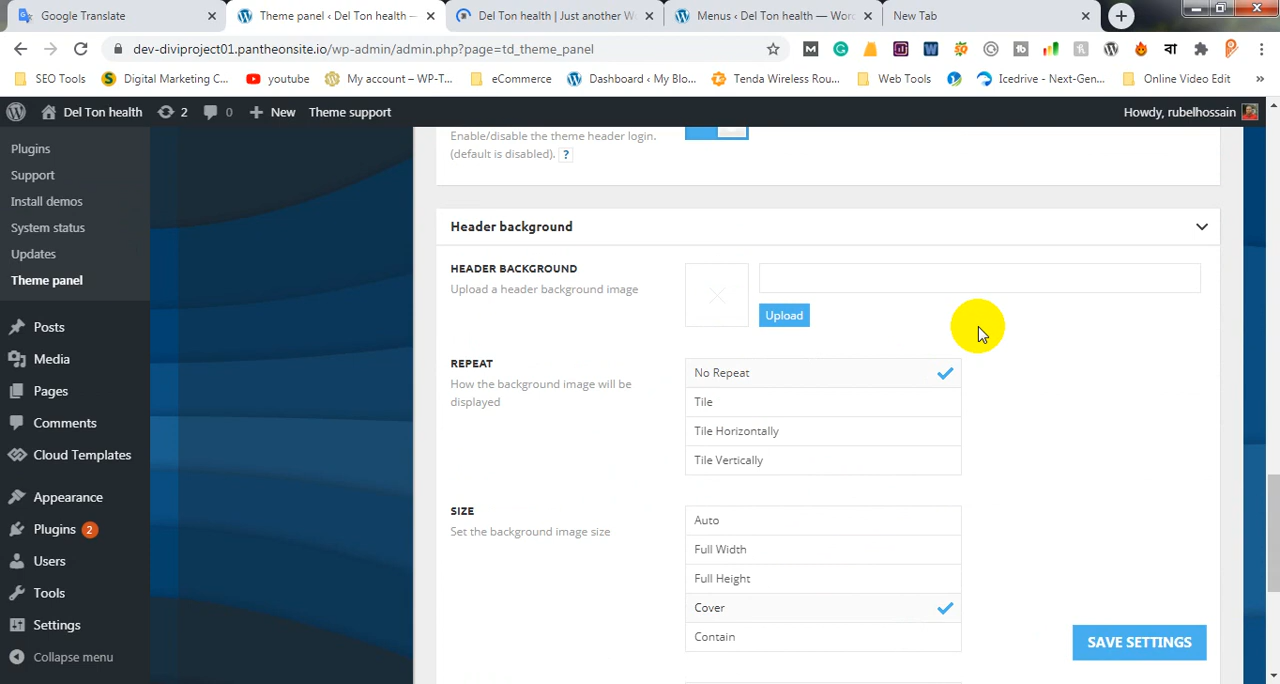 Google Translate
Theme panel ‹ Del Ton health —
Del Ton health | Just another W
Menus ‹ Del Ton health — Wor
New Tab
dev-diviproject01.pantheonsite.io/wp-admin/admin.php?page=td_theme_panel
SEO Tools
Digital Marketing C...
youtube
My account – WP-T...
eCommerce
Dashboard ‹ My Blo...
Tenda Wireless Rou...
Web Tools
Icedrive - Next-Gen...
Online Video Edit
»
Del Ton health
2
0
New
Theme support
Howdy, rubelhossain
Plugins
Support
Install demos
System status
Updates
Theme panel
Posts
Media
Pages
Comments
Cloud Templates
Appearance
Plugins 2
Users
Tools
Settings
Collapse menu
Enable/disable the theme header login.
(default is disabled). ?
Header background
HEADER BACKGROUND
Upload a header background image
Upload
REPEAT
How the background image will be
displayed
No Repeat
Tile
Tile Horizontally
Tile Vertically
SIZE
Set the background image size
Auto
Full Width
Full Height
Cover
Contain
SAVE SETTINGS